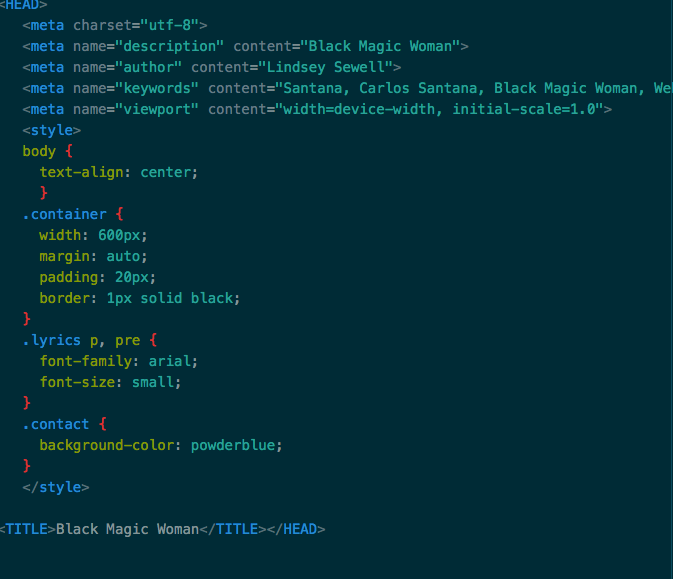 <HEAD>
<meta charset="utf-8">
<meta name="description" content="Black Magic Woman">
<meta name="author" content="Lindsey Sewell">
<meta name="keywords" content="Santana, Carlos Santana, Black Magic Woman,
<meta name="viewport" content="width=device-width, initial-scale=1.0">
<style>
body {
text-align: center;
}
.container {
width: 600px;
margin: auto;
padding: 20px;
border: 1px solid black;
}
.lyrics p, pre {
font-family: arial;
font-size: small;
}
.contact {
background-color: powderblue;
}
</style>
<TITLE>Black Magic Woman</TITLE></HEAD>